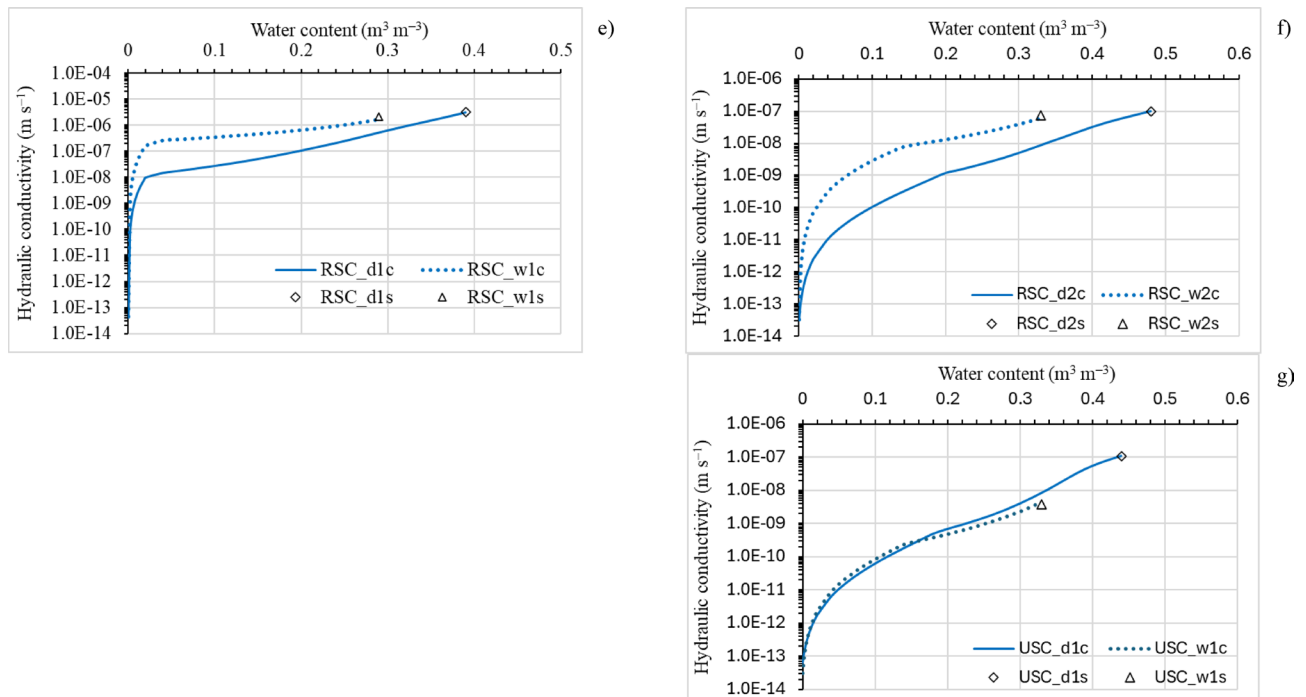 e)
Water content (m³ m⁻³)
0 0.1 0.2 0.3 0.4 0.5
Hydraulic conductivity (m s⁻¹)
1.0E-04
1.0E-05
1.0E-06
1.0E-07
1.0E-08
1.0E-09
1.0E-10
1.0E-11
1.0E-12
1.0E-13
1.0E-14
RSC_d1c RSC_w1c
RSC_d1s RSC_w1s
f)
Water content (m³ m⁻³)
0 0.1 0.2 0.3 0.4 0.5 0.6
Hydraulic conductivity (m s⁻¹)
1.0E-06
1.0E-07
1.0E-08
1.0E-09
1.0E-10
1.0E-11
1.0E-12
1.0E-13
1.0E-14
RSC_d2c RSC_w2c
RSC_d2s RSC_w2s
g)
Water content (m³ m⁻³)
0 0.1 0.2 0.3 0.4 0.5 0.6
Hydraulic conductivity (m s⁻¹)
1.0E-06
1.0E-07
1.0E-08
1.0E-09
1.0E-10
1.0E-11
1.0E-12
1.0E-13
1.0E-14
USC_d1c USC_w1c
USC_d1s USC_w1s